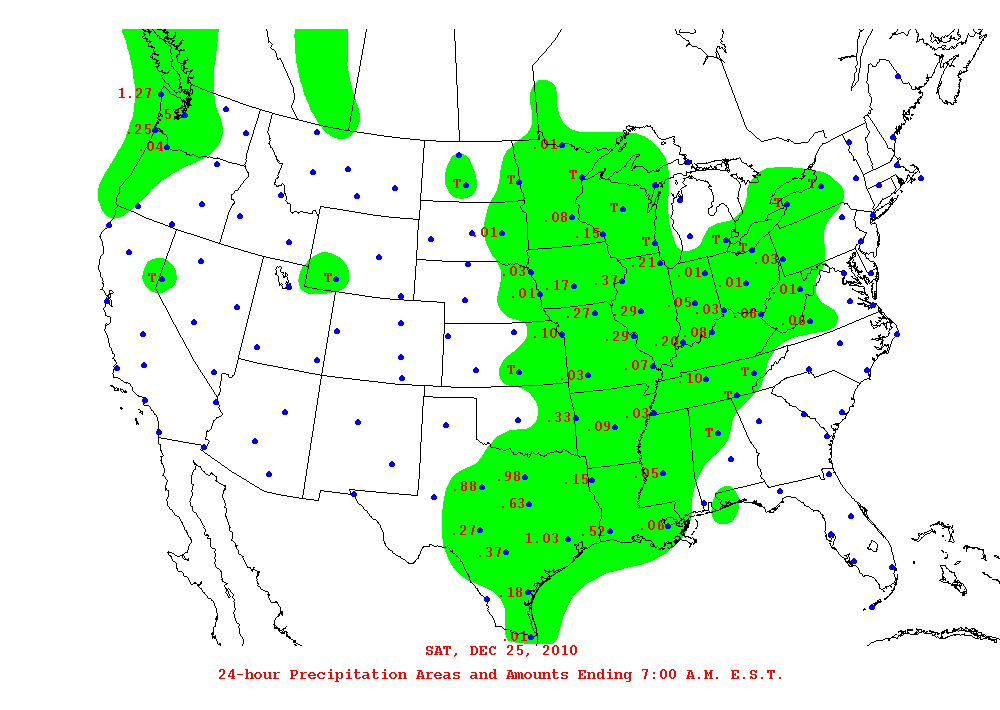 1.27
.5
.25
.04
.01
T
T
T
.08
T
.01
.15
T
T
T
T
T
.03
T
T
.21
.01
.03
.17
.37
.01
.01
.01
.27
.29
.05
.03
.06
.06
.10
.29
.20
.08
T
.03
.07
.10
T
T
.33
.09
.03
T
.88
.98
.15
.05
.63
.27
1.03
.52
.06
.37
.18
.01
SAT, DEC 25, 2010
24-hour Precipitation Areas and Amounts Ending 7:00 A.M. E.S.T.